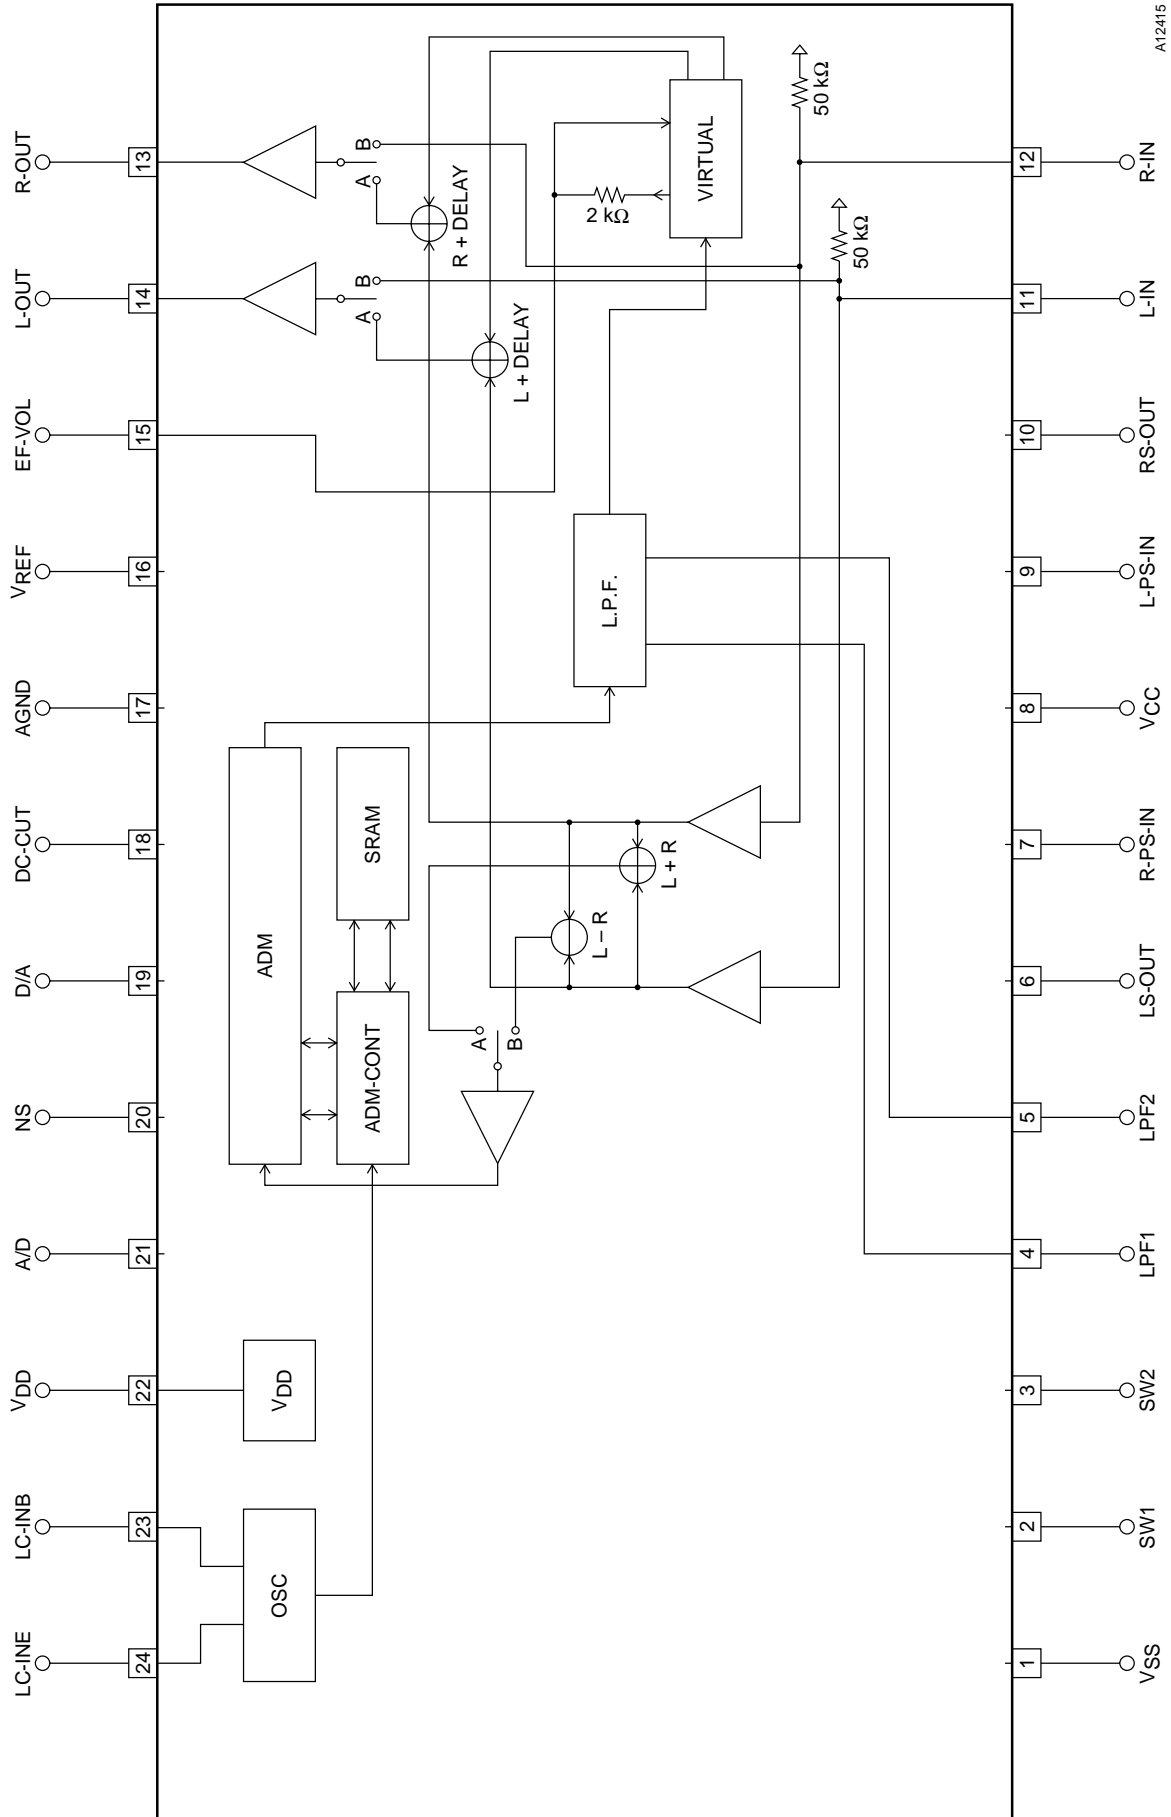 LC-INE
LC-INB
VDD
A/D
NS
D/A
DC-CUT
AGND
VREF
EF-VOL
L-OUT
R-OUT
24
23
22
21
20
19
18
17
16
15
14
13
OSC
VDD
ADM
ADM-CONT
SRAM
A
B
A
B
A
B
L – R
L + R
L + DELAY
R + DELAY
L.P.F.
2 kΩ
VIRTUAL
50 kΩ
50 kΩ
1
2
3
4
5
6
7
8
9
10
11
12
VSS
SW1
SW2
LPF1
LPF2
LS-OUT
R-PS-IN
VCC
L-PS-IN
RS-OUT
L-IN
R-IN
A12415